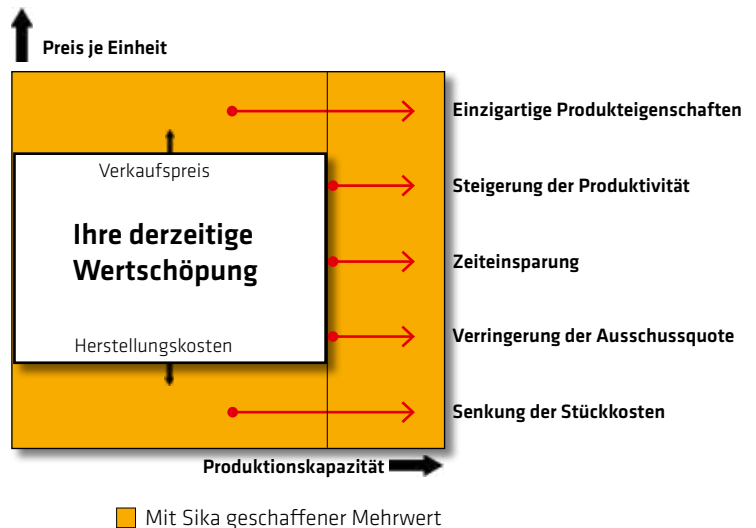 Preis je Einheit
Einzigartige Produkteigenschaften
Verkaufspreis
Steigerung der Produktivität
Ihre derzeitige
Wertschöpung
Zeiteinsparung
Herstellungskosten
Verringerung der Ausschussquote
Senkung der Stückkosten
Produktionskapazität
Mit Sika geschaffener Mehrwert